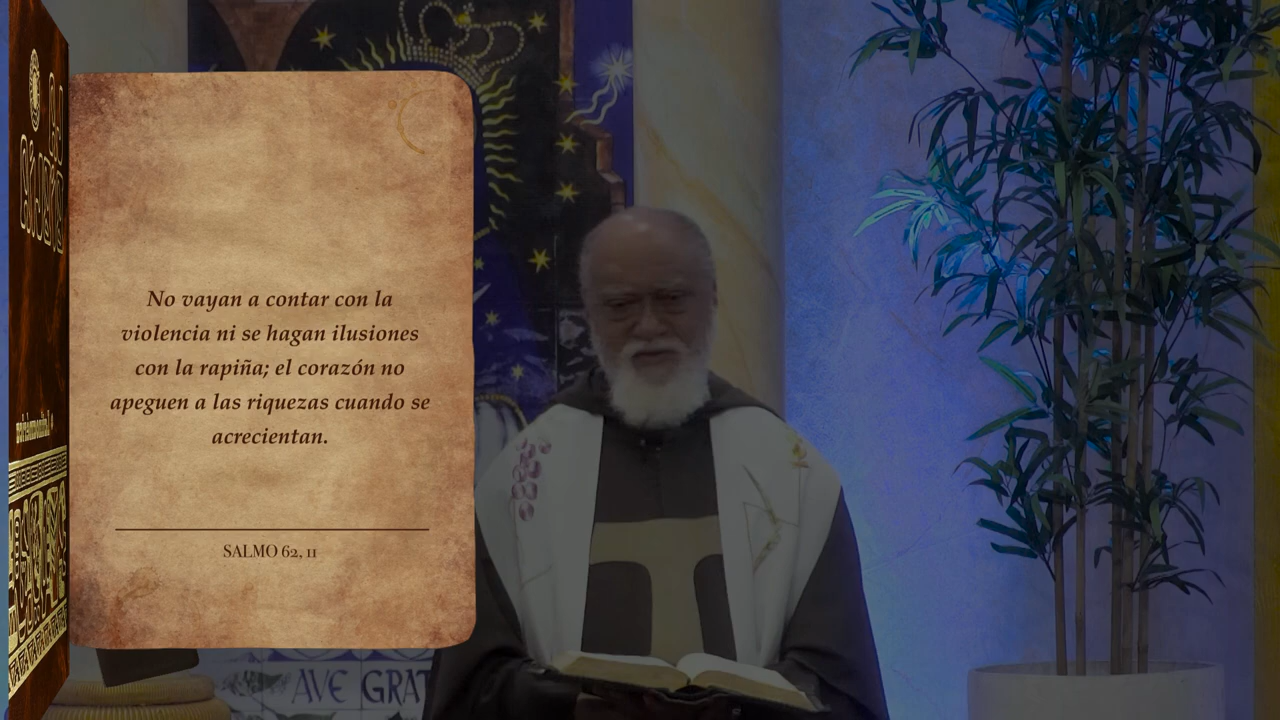 No vayan a contar con la
violencia ni se hagan ilusiones
con la rapiña; el corazón no
apeguen a las riquezas cuando se
acrecientan.
SALMO 62, 11
AVE GRAT